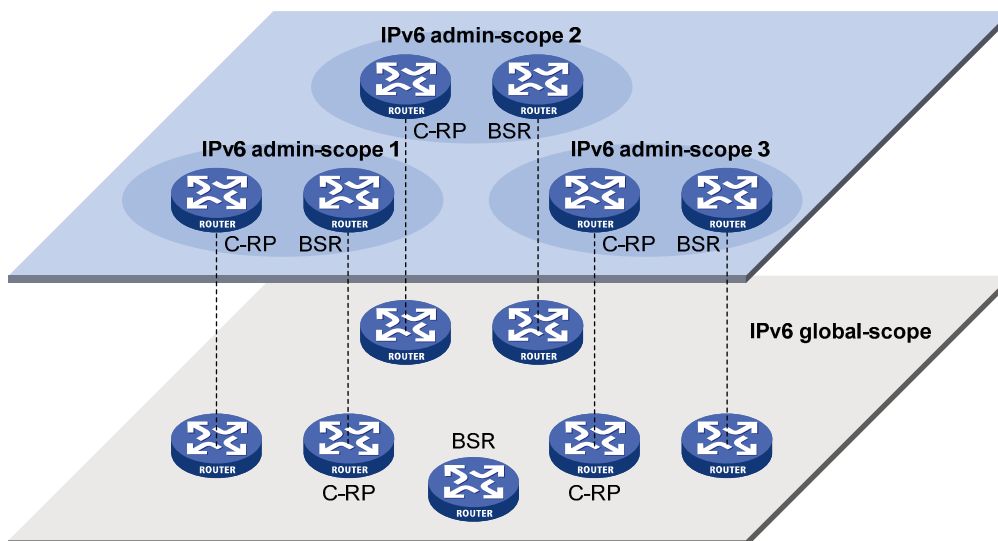 IPv6 admin-scope 2
ROUTER
ROUTER
C-RP
BSR
IPv6 admin-scope 1
IPv6 admin-scope 3
ROUTER
ROUTER
ROUTER
ROUTER
C-RP
BSR
C-RP
BSR
IPv6 global-scope
ROUTER
ROUTER
BSR
ROUTER
ROUTER
ROUTER
ROUTER
C-RP
C-RP
ROUTER